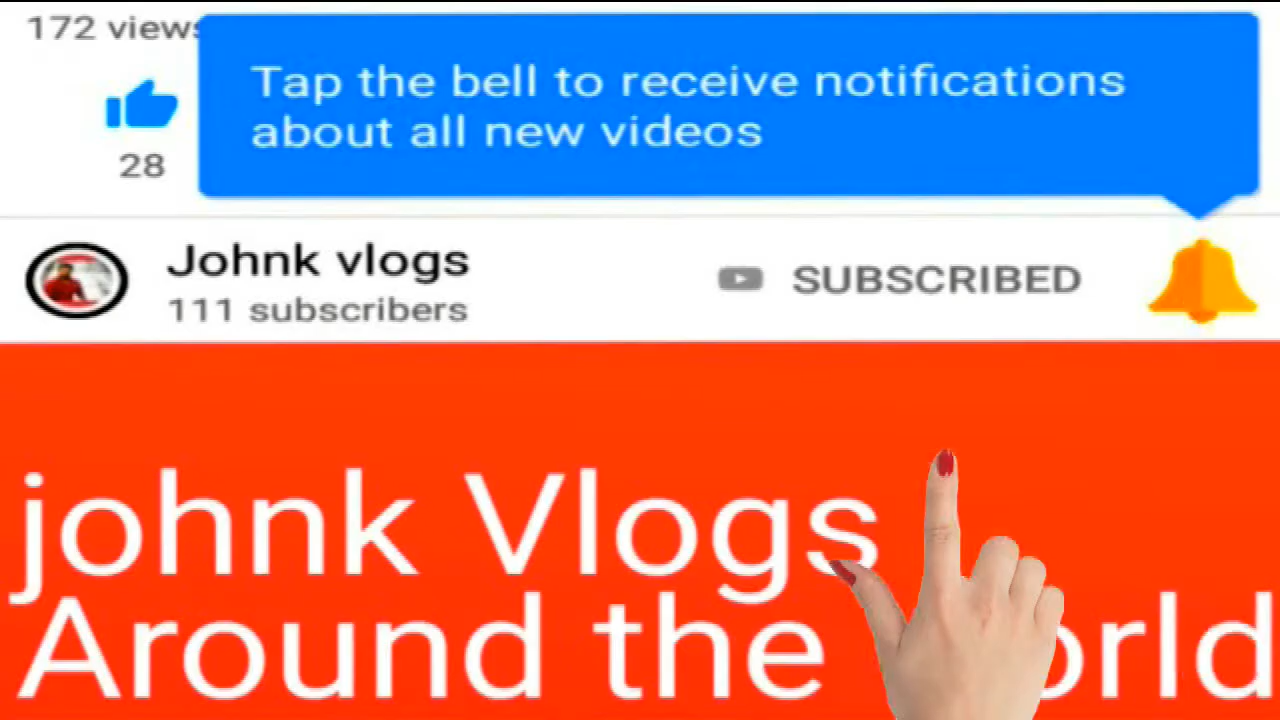 172 views
Tap the bell to receive notifications
about all new videos
28
Johnk vlogs
111 subscribers
SUBSCRIBED
johnk Vlogs
Around the orld